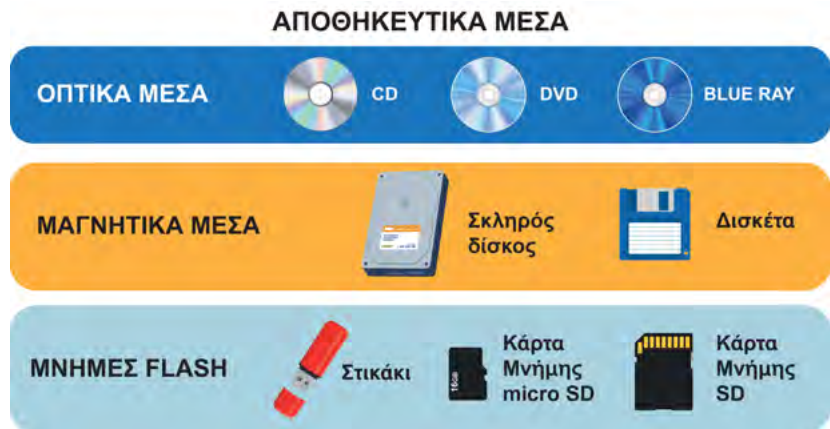 ΑΠΟΘΗΚΕΥΤΙΚΑ ΜΕΣΑ
ΟΠΤΙΚΑ ΜΕΣΑ
CD
DVD
BLUE RAY
ΜΑΓΝΗΤΙΚΑ ΜΕΣΑ
Σκληρός
δίσκος
Δισκέτα
ΜΝΗΜΕΣ FLASH
Στικάκι
16GB
Κάρτα
Μνήμης
micro SD
Κάρτα
Μνήμης
SD